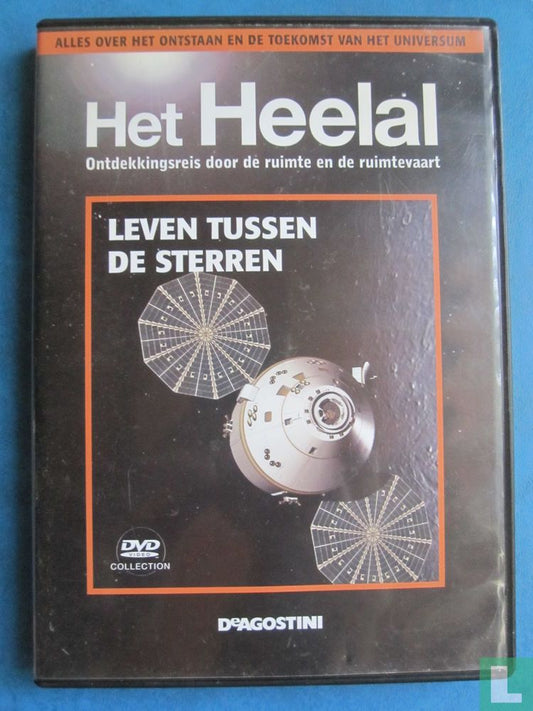 ALLES OVER HET ONTSTAAN EN DE TOEKOMST VAN HET UNIVERSUM
Het Heelal
Ontdekkingsreis door de ruimte en de ruimtevaart
LEVEN TUSSEN
DE STERREN
DVD
VIDEO
COLLECTION
DeAGOSTINI
L